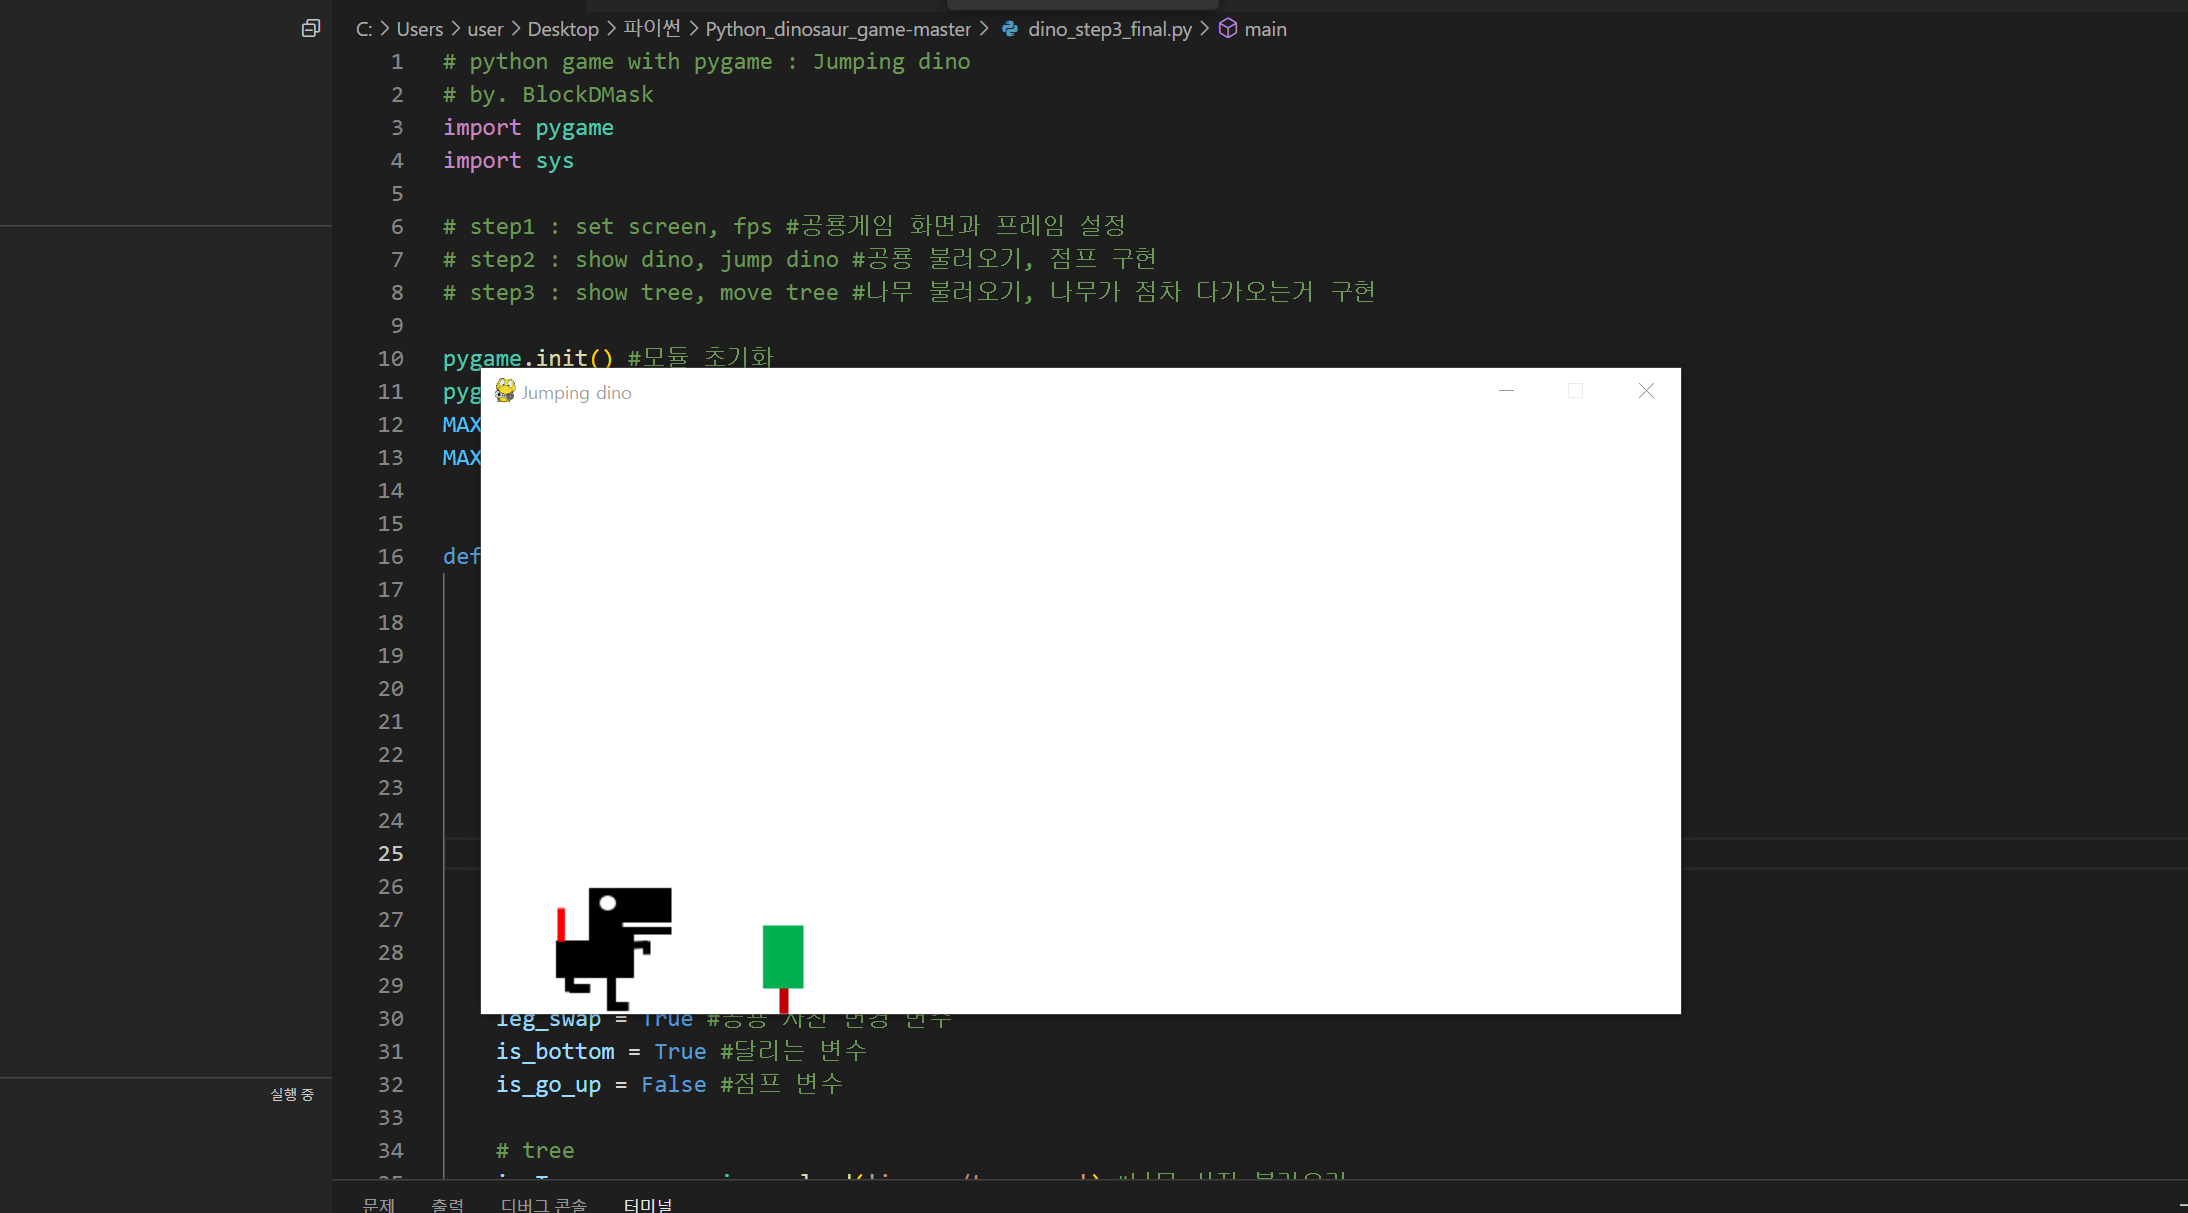 C: > Users > user > Desktop > 파이썬 > Python_dinosaur_game-master > dino_step3_final.py > main
1 # python game with pygame : Jumping dino
2 # by. BlockDMask
3 import pygame
4 import sys
5
6 # step1 : set screen, fps #공룡게임 화면과 프레임 설정
7 # step2 : show dino, jump dino #공룡 불러오기, 점프 구현
8 # step3 : show tree, move tree #나무 불러오기, 나무가 점차 다가오는거 구현
9
10 pygame.init() #모듈 초기화
11 pyg
Jumping dino
12 MAX
13 MAX
14
15
16 def
17
18
19
20
21
22
23
24
25
26
27
28
29
30 leg_swap = True #공룡 사진 변경 변수
31 is_bottom = True #달리는 변수
32 is_go_up = False #점프 변수
실행 중
33
34 # tree
문제 출력 디버그 콘솔 터미널